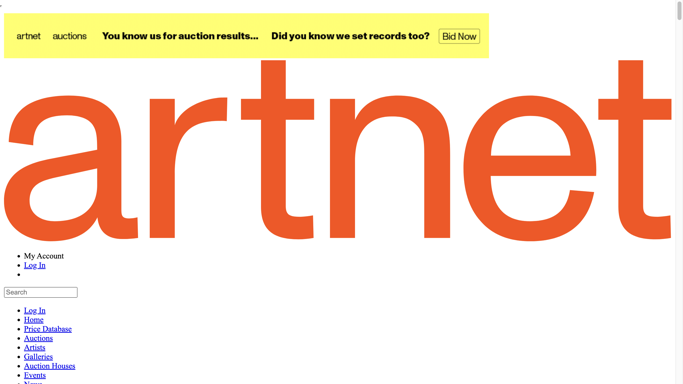 artnet auctions You know us for auction results... Did you know we set records too? Bid Now
artnet
My Account
Log In
Search
Log In
Home
Price Database
Auctions
Artists
Galleries
Auction Houses
Events
News